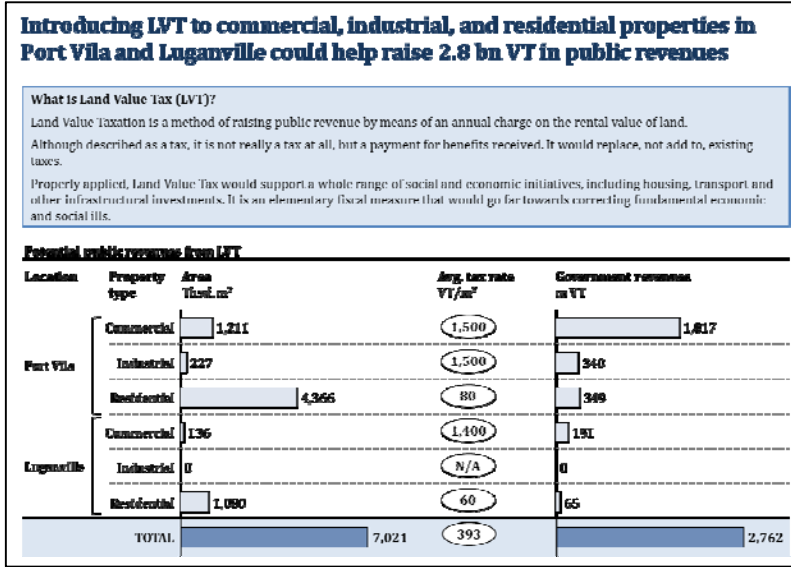 Introducing LVT to commercial, industrial, and residential properties in
Port Vila and Luganville could help raise 2.8 bn VT in public revenues
What is Land Value Tax (LVT)?
Land Value Taxation is a method of raising public revenue by means of an annual charge on the rental value of land.
Although described as a tax, it is not really a tax at all, but a payment for benefits received. It would replace, not add to, existing
taxes.
Properly applied, Land Value Tax would support a whole range of social and economic initiatives, including housing, transport and
other infrastructural investments. It is an elementary fiscal measure that would go far towards correcting fundamental economic
and social ills.
Potential public revenues from LVT
Location Property type Area Thsd. m² Avg. tax rate VT/m² Government revenues m VT
Port Vila
Commercial 1,211 1,500 1,817
Industrial 227 1,500 340
Residential 4,366 80 349
Luganville
Commercial 136 1,400 191
Industrial 0 N/A 0
Residential 1,080 60 65
TOTAL 7,021 393 2,762